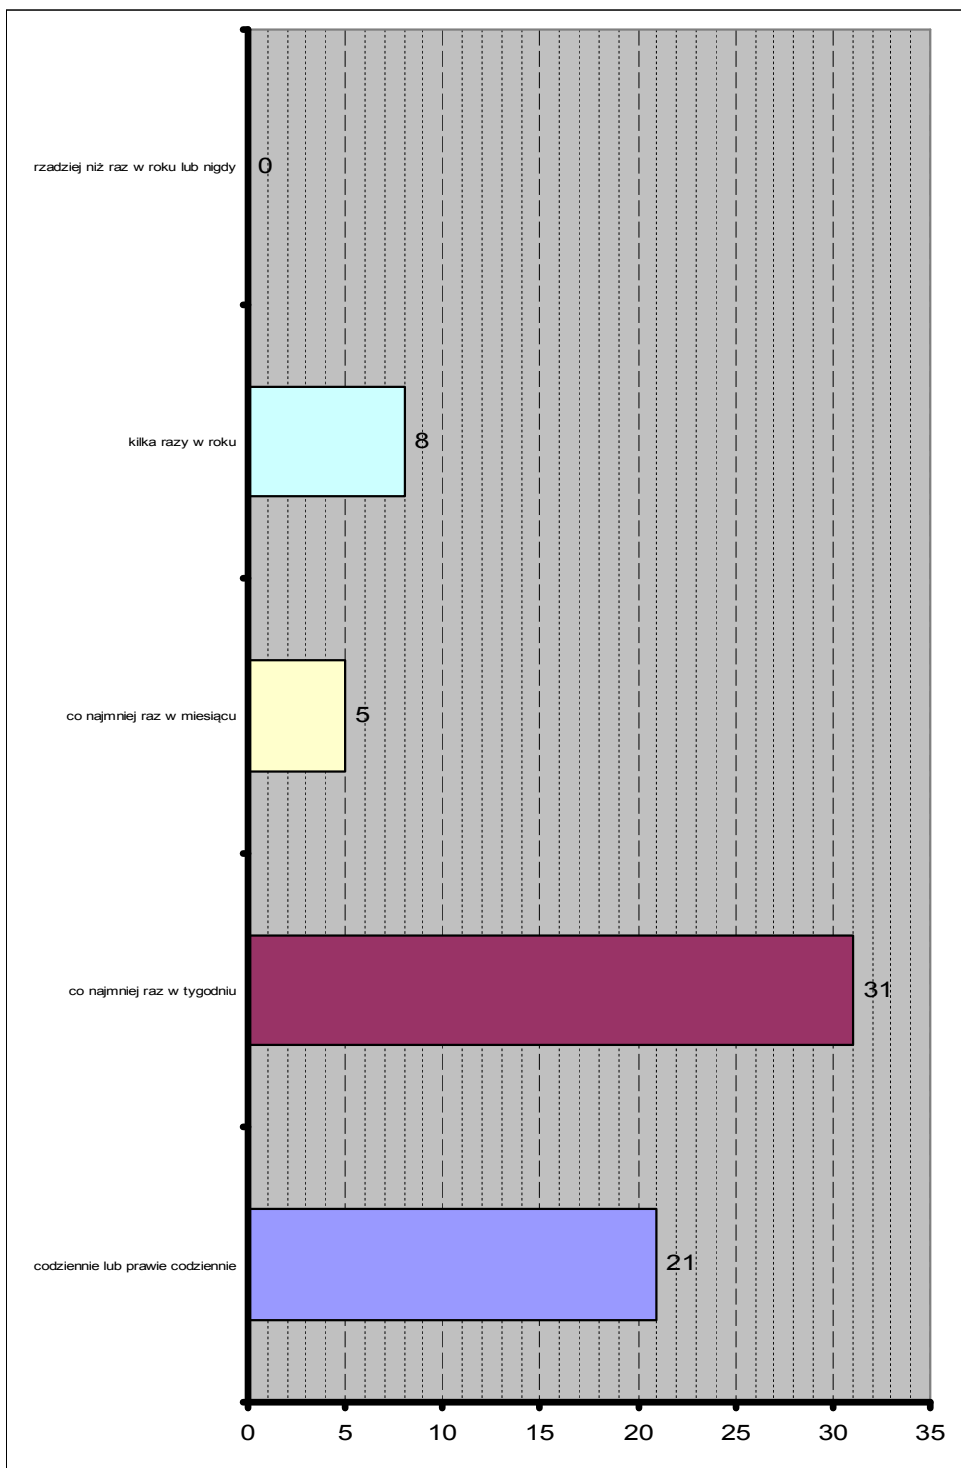 rzadziej niż raz w roku lub nigdy 0
kilka razy w roku 8
co najmniej raz w miesiącu 5
co najmniej raz w tygodniu 31
codziennie lub prawie codziennie 21
0 5 10 15 20 25 30 35